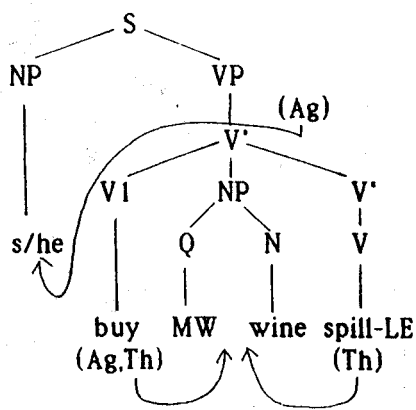 S
NP VP
(Ag)
V'
V1 NP V'
s/he Q N V
buy MW wine spill-LE
(Ag,Th) (Th)